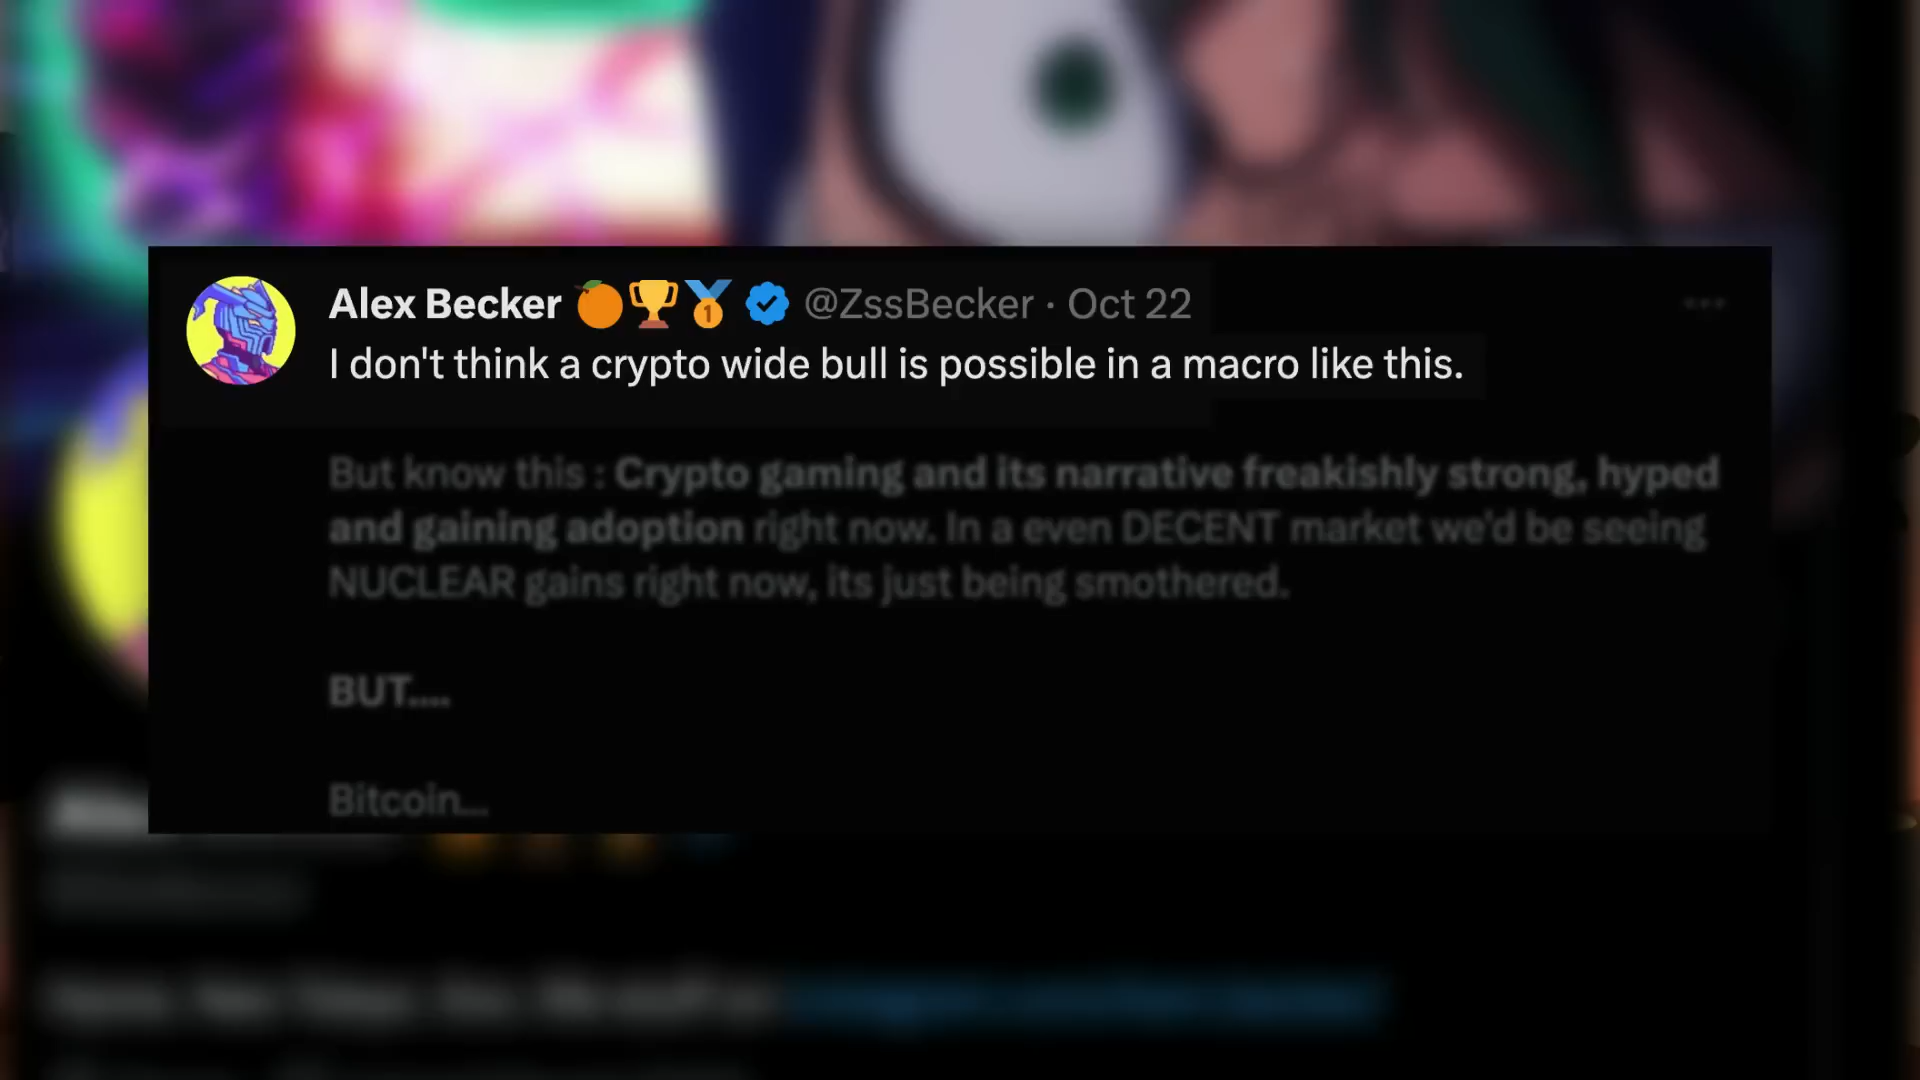 Alex Becker 🍊🏆🥇 @ZssBecker · Oct 22
I don't think a crypto wide bull is possible in a macro like this.
But know this : Crypto gaming and its narrative freakishly strong, hyped
and gaining adoption right now. In a even DECENT market we'd be seeing
NUCLEAR gains right now, its just being smothered.
BUT....
Bitcoin...